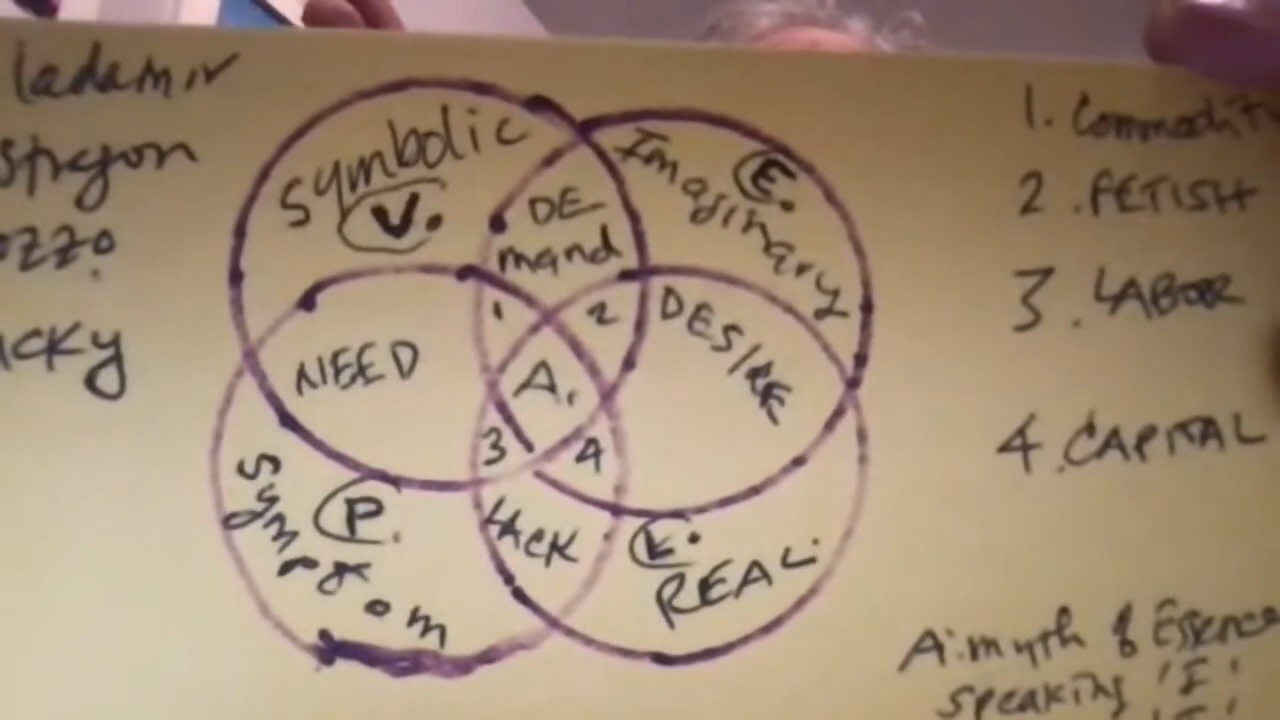 ladamir
stragon
ozzo
ucky
Symbolic
V.
Imaginary
E.
DE
mand
1
2
NEED
DESIRE
A.
3
4
Symptom
P.
LACK
L.
REAL
1. Commodit
2. FETISH
3. LABOR
4. CAPITAL
A: myth of Essence
speaking 'I'